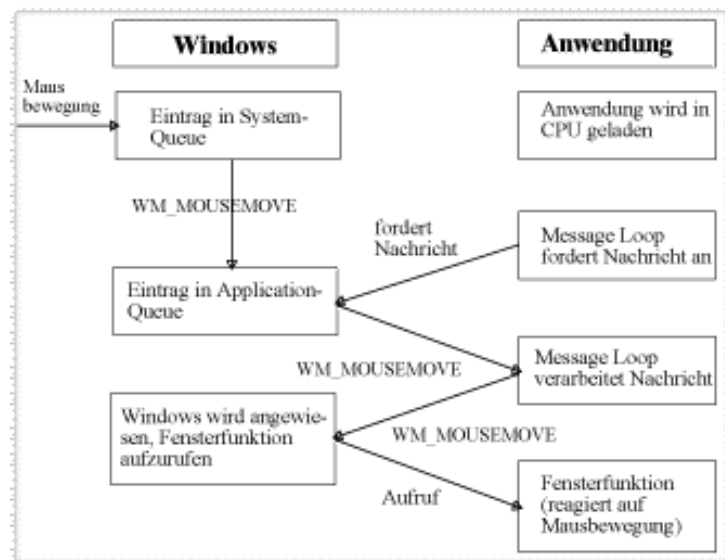 Windows
Anwendung
Maus
bewegung
Eintrag in System-
Queue
Anwendung wird in
CPU geladen
WM_MOUSEMOVE
fordert
Nachricht
Message Loop
fordert Nachricht an
Eintrag in Application-
Queue
WM_MOUSEMOVE
Message Loop
verarbeitet Nachricht
Windows wird angewie-
sen, Fensterfunktion
aufzurufen
WM_MOUSEMOVE
Aufruf
Fensterfunktion
(reagiert auf
Mausbewegung)